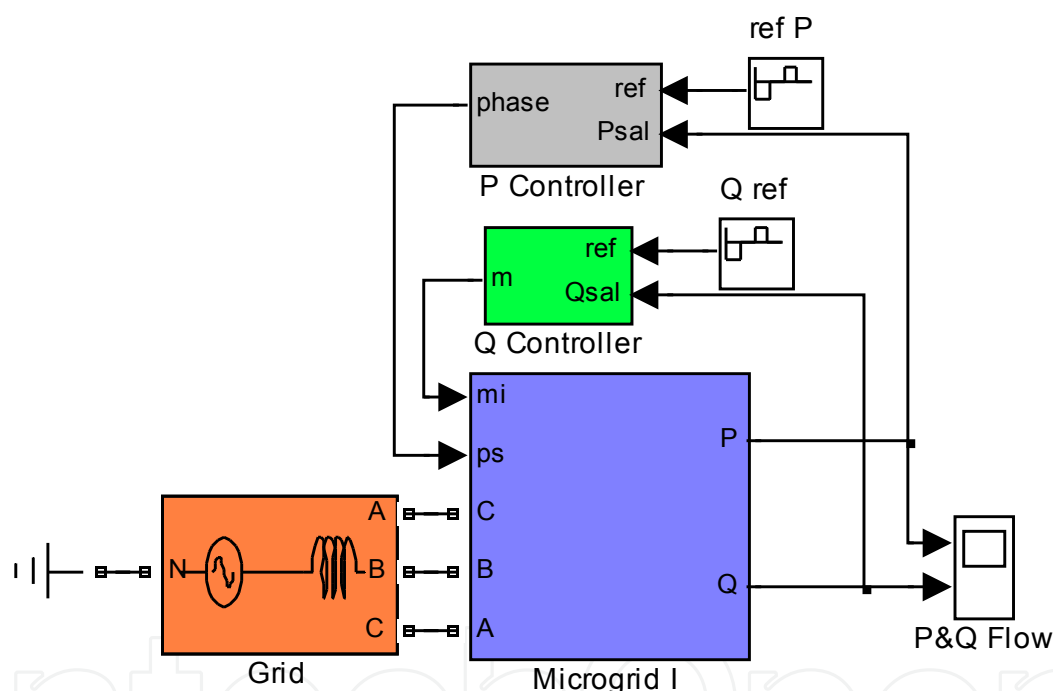 ref P
phase
ref
Psal
P Controller
Q ref
m
ref
Qsal
Q Controller
mi
ps
C
B
A
P
Q
Microgrid I
N
A
B
C
Grid
P&Q Flow